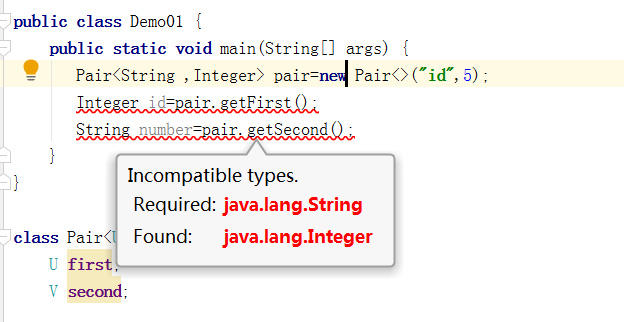 public class Demo01 {
public static void main(String[] args) {
Pair<String ,Integer> pair=new Pair<>("id",5);
Integer id=pair.getFirst();
String number=pair.getSecond();
}
}
Incompatible types.
Required: java.lang.String
Found: java.lang.Integer
class Pair<U
U first;
V second;